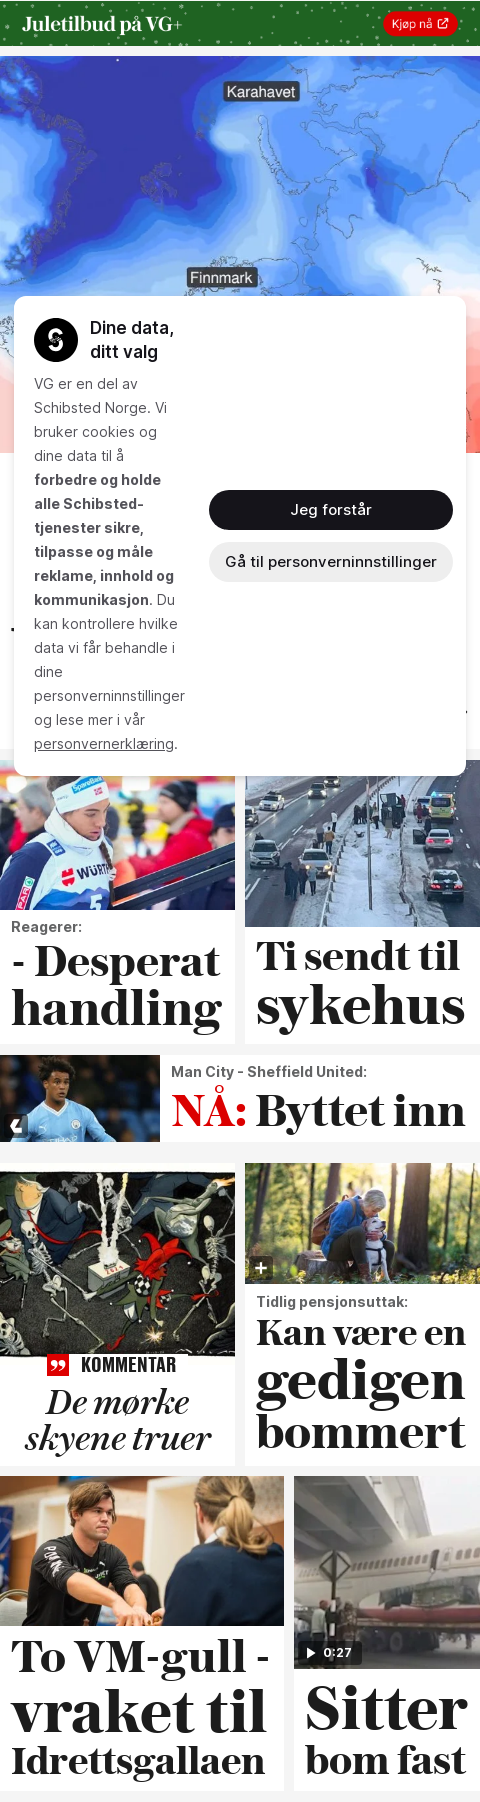 Juletilbud på VG+
Kjøp nå
Karahavet
Finnmark
Dine data,
ditt valg
VG er en del av
Schibsted Norge. Vi
bruker cookies og
dine data til å
forbedre og holde
alle Schibsted-
tjenester sikre,
tilpasse og måle
reklame, innhold og
kommunikasjon. Du
kan kontrollere hvilke
data vi får behandle i
dine
personverninnstillinger
og lese mer i vår
personvernerklæring.
Jeg forstår
Gå til personverninnstillinger
SpareBank
WÜRT
5
Reagerer:
- Desperat
handling
Ti sendt til
sykehus
Man City - Sheffield United:
NÅ: Byttet inn
KOMMENTAR
De mørke
skyene truer
Tidlig pensjonsuttak:
Kan være en
gedigen
bommert
To VM-gull -
vraket til
Idrettsgallaen
0:27
Sitter
bom fast